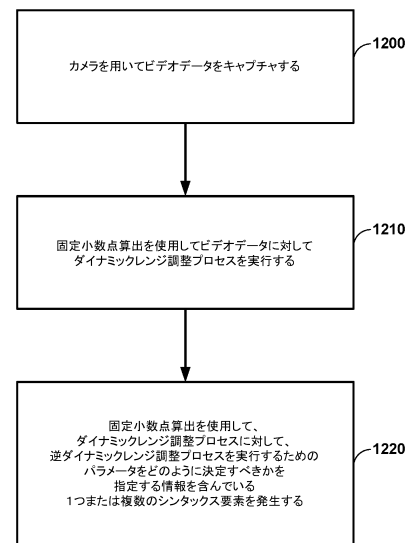 カメラを用いてビデオデータをキャプチャする
1200
固定小数点算出を使用してビデオデータに対して
ダイナミックレンジ調整プロセスを実行する
1210
固定小数点算出を使用して、
ダイナミックレンジ調整プロセスに対して、
逆ダイナミックレンジ調整プロセスを実行するための
パラメータをどのように決定すべきかを
指定する情報を含んでいる
1つまたは複数のシンタックス要素を発生する
1220